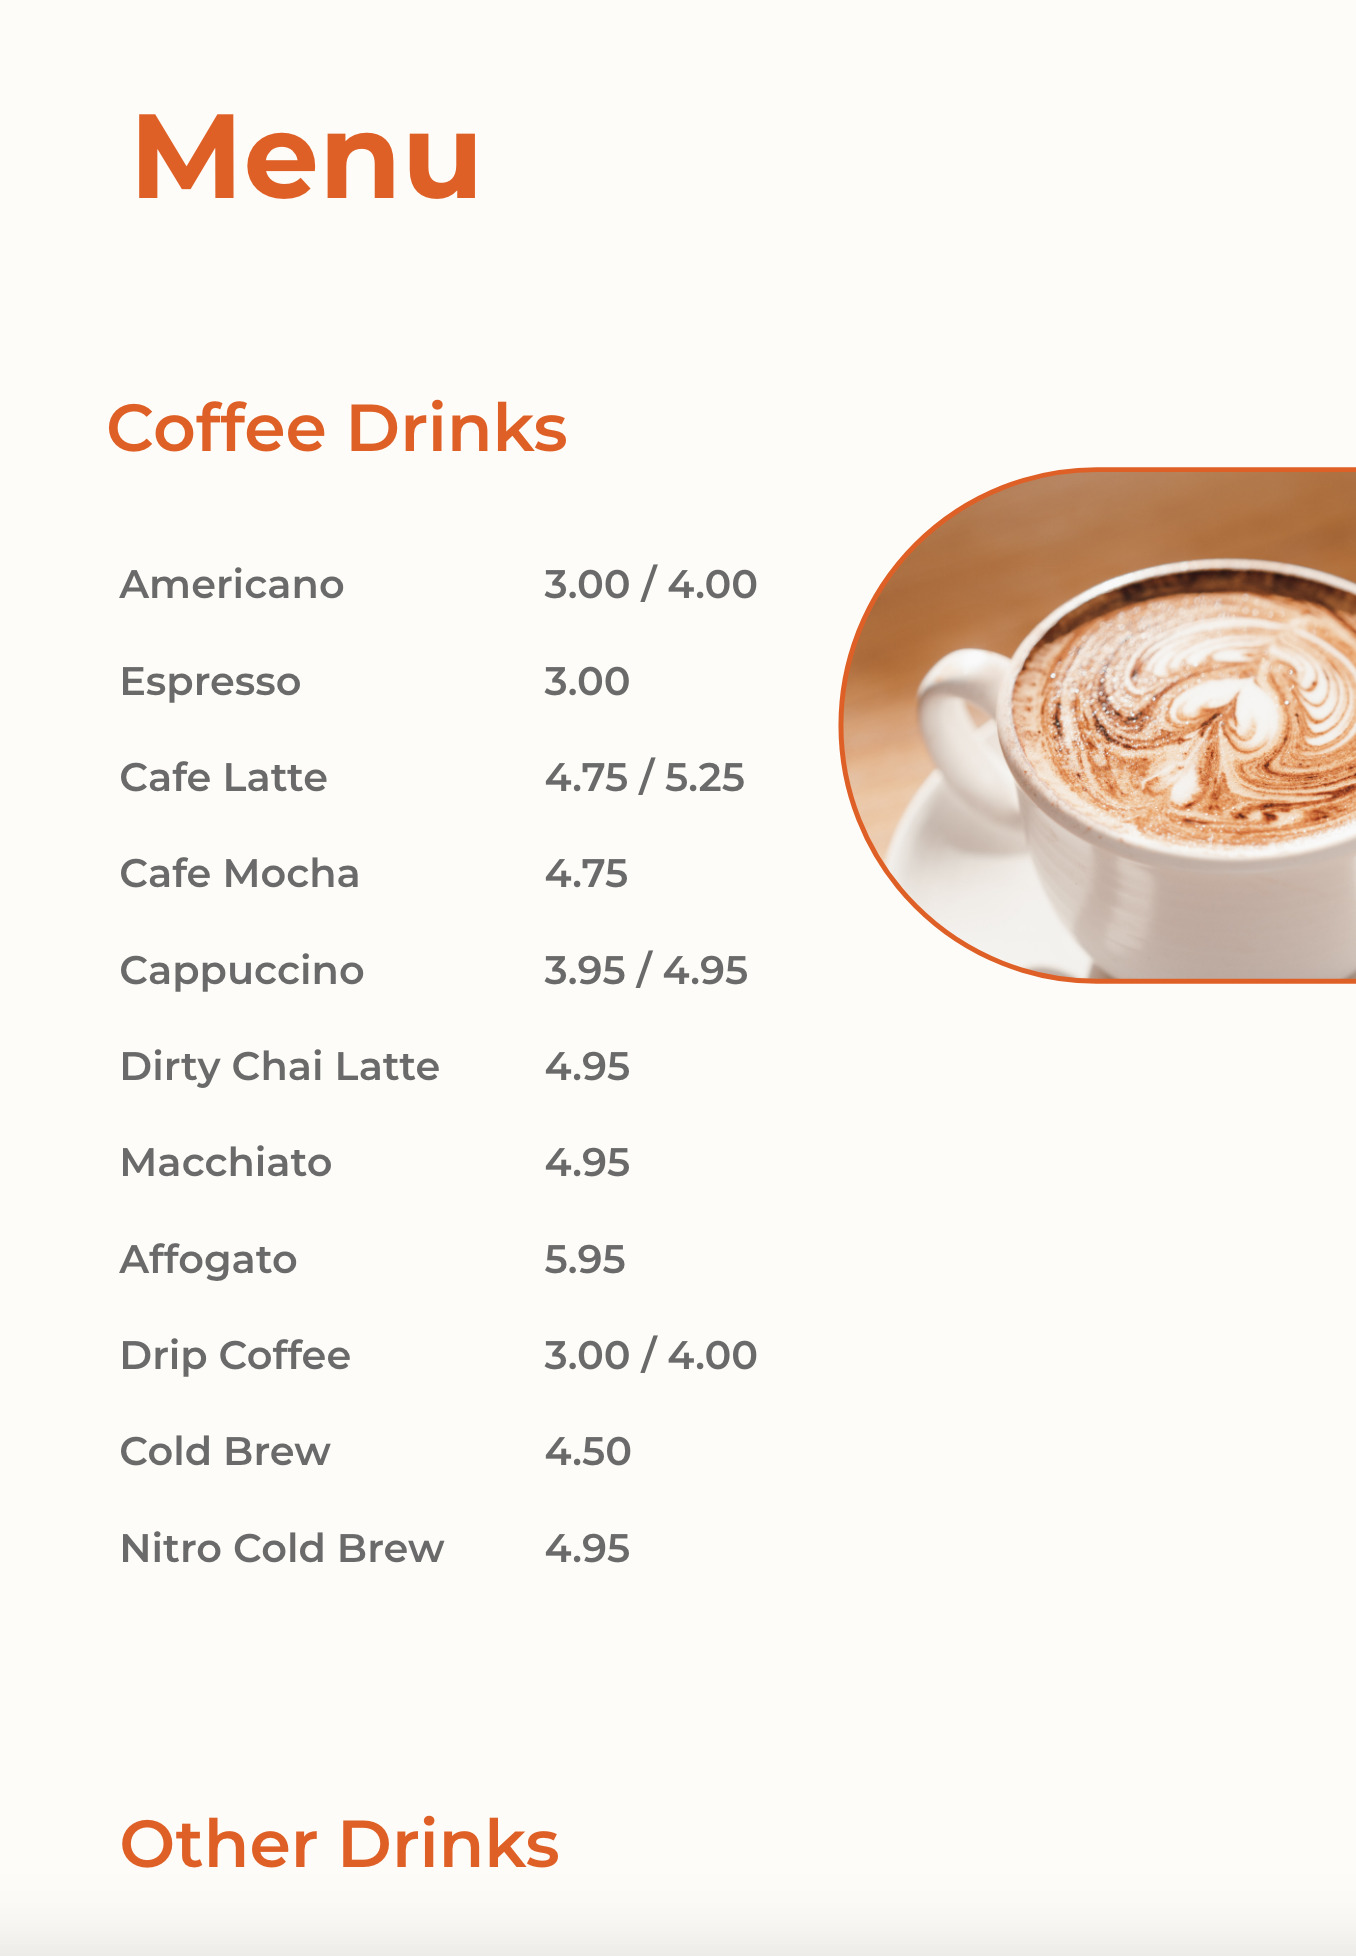 Menu
Coffee Drinks
Americano 3.00 / 4.00
Espresso 3.00
Cafe Latte 4.75 / 5.25
Cafe Mocha 4.75
Cappuccino 3.95 / 4.95
Dirty Chai Latte 4.95
Macchiato 4.95
Affogato 5.95
Drip Coffee 3.00 / 4.00
Cold Brew 4.50
Nitro Cold Brew 4.95
Other Drinks